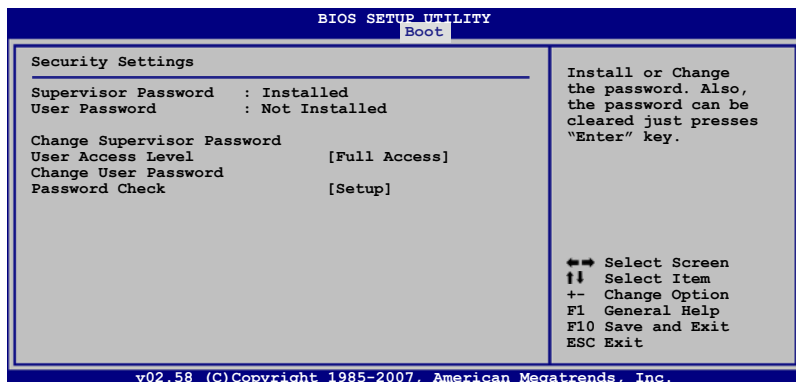 BIOS SETUP UTILITY
Boot
Security Settings
Supervisor Password : Installed
User Password : Not Installed
Change Supervisor Password
User Access Level [Full Access]
Change User Password
Password Check [Setup]
Install or Change
the password. Also,
the password can be
cleared just presses
“Enter” key.
←→ Select Screen
↑↓ Select Item
+- Change Option
F1 General Help
F10 Save and Exit
ESC Exit
v02.58 (C)Copyright 1985-2007, American Megatrends, Inc.